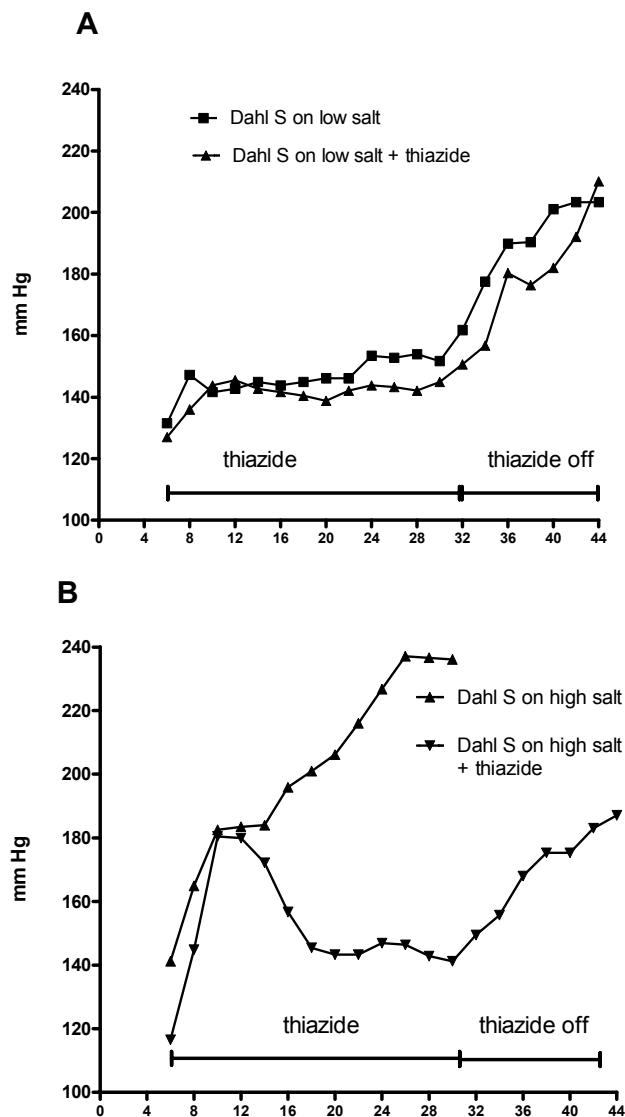 A
240
220
200
180
160
140
120
100
mm Hg
Dahl S on low salt
Dahl S on low salt + thiazide
thiazide
thiazide off
0 4 8 12 16 20 24 28 32 36 40 44
B
240
220
200
180
160
140
120
100
mm Hg
Dahl S on high salt
Dahl S on high salt
+ thiazide
thiazide
thiazide off
0 4 8 12 16 20 24 28 32 36 40 44